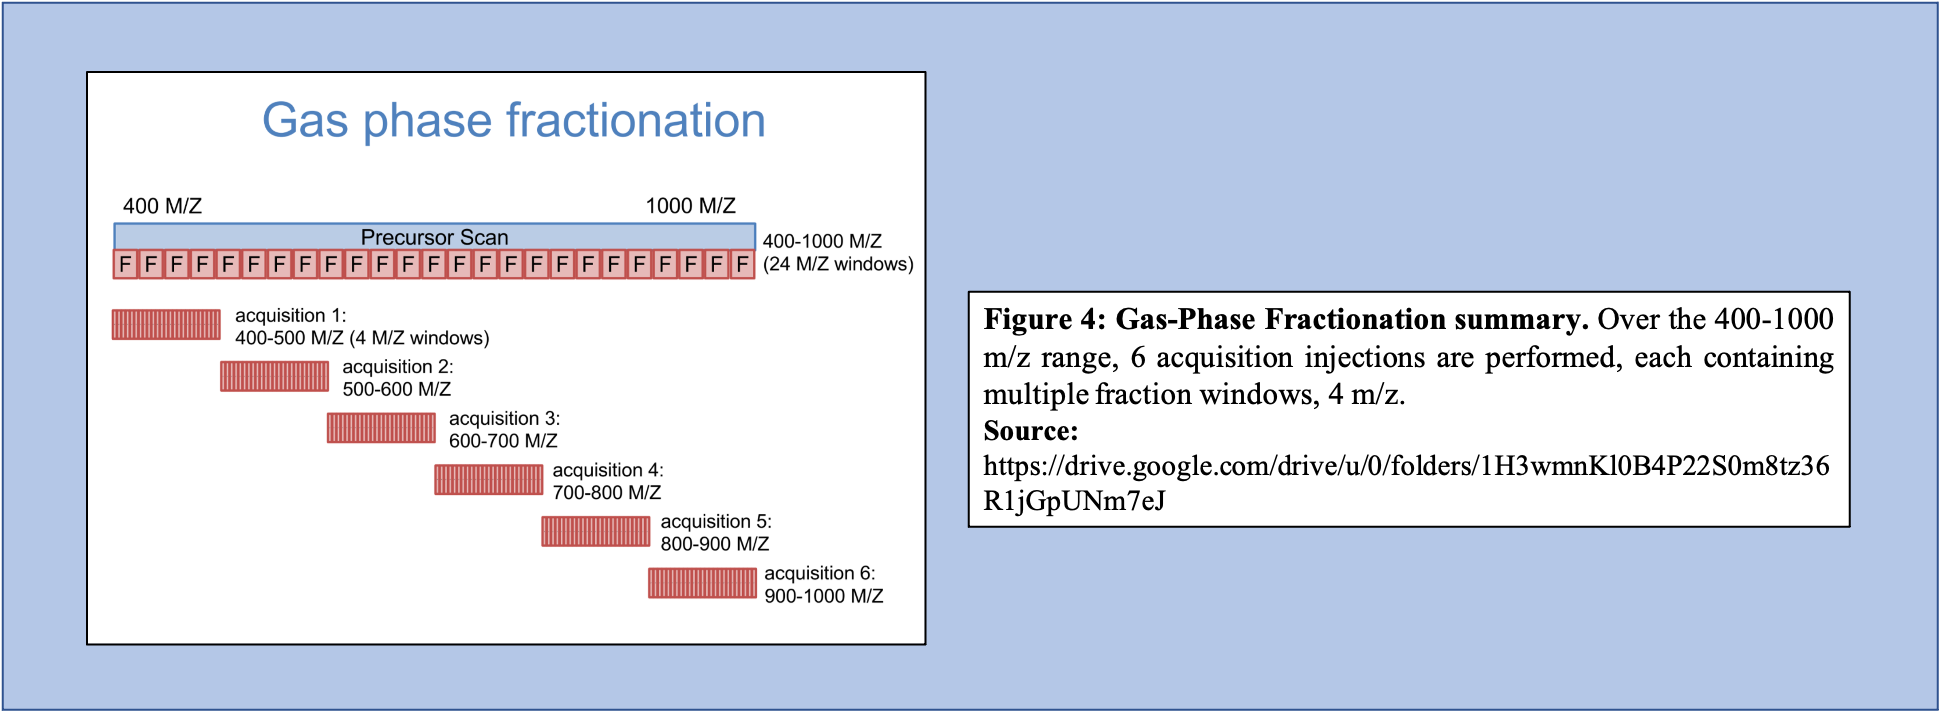 Gas phase fractionation
400 M/Z
1000 M/Z
Precursor Scan
400-1000 M/Z
(24 M/Z windows)
F F F F F F F F F F F F F F F F F F F F F F F F F
acquisition 1:
400-500 M/Z (4 M/Z windows)
acquisition 2:
500-600 M/Z
acquisition 3:
600-700 M/Z
acquisition 4:
700-800 M/Z
acquisition 5:
800-900 M/Z
acquisition 6:
900-1000 M/Z
Figure 4: Gas-Phase Fractionation summary. Over the 400-1000
m/z range, 6 acquisition injections are performed, each containing
multiple fraction windows, 4 m/z.
Source:
https://drive.google.com/drive/u/0/folders/1H3wmnKl0B4P22S0m8tz36
R1jGpUNm7eJ